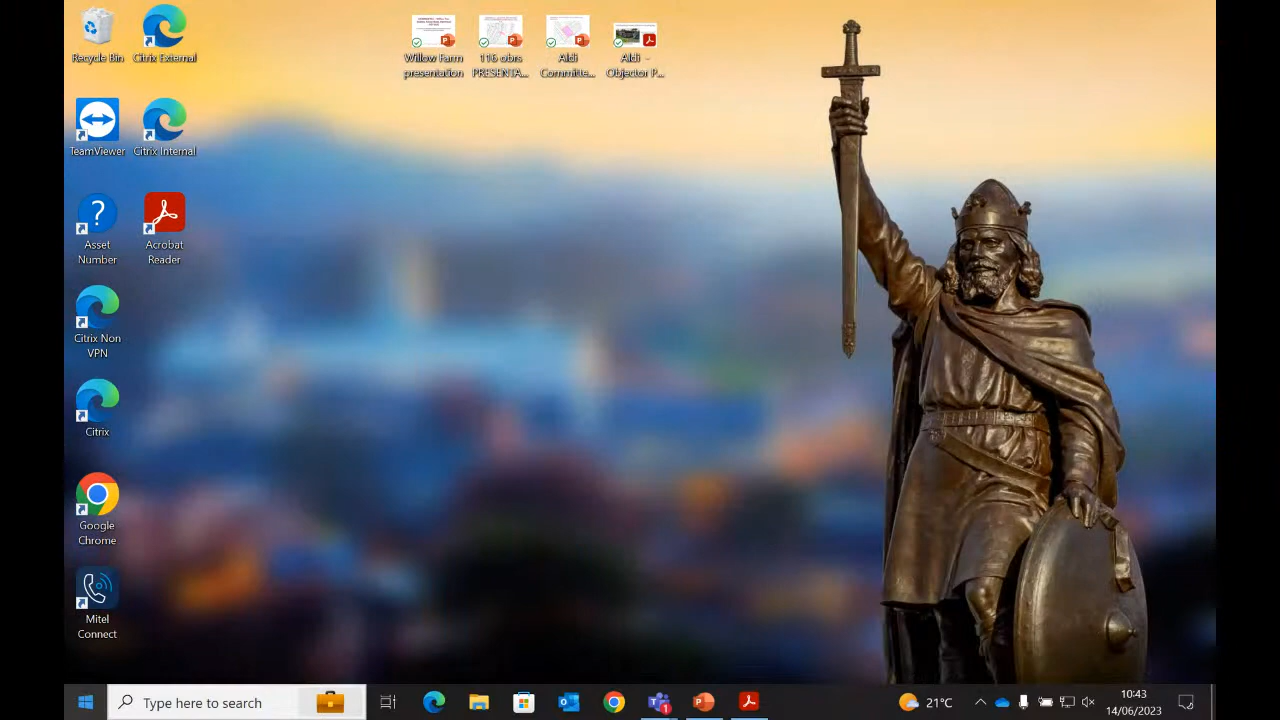 Recycle Bin
Citrix External
TeamViewer
Citrix Internal
Asset
Number
Acrobat
Reader
Citrix Non
VPN
Citrix
Google
Chrome
Mitel
Connect
Willow Farm
presentation
116 obrs
PRESENTA...
Aldi
Committe...
Aldi -
Objector P...
Type here to search
21°C
10:43
14/06/2023